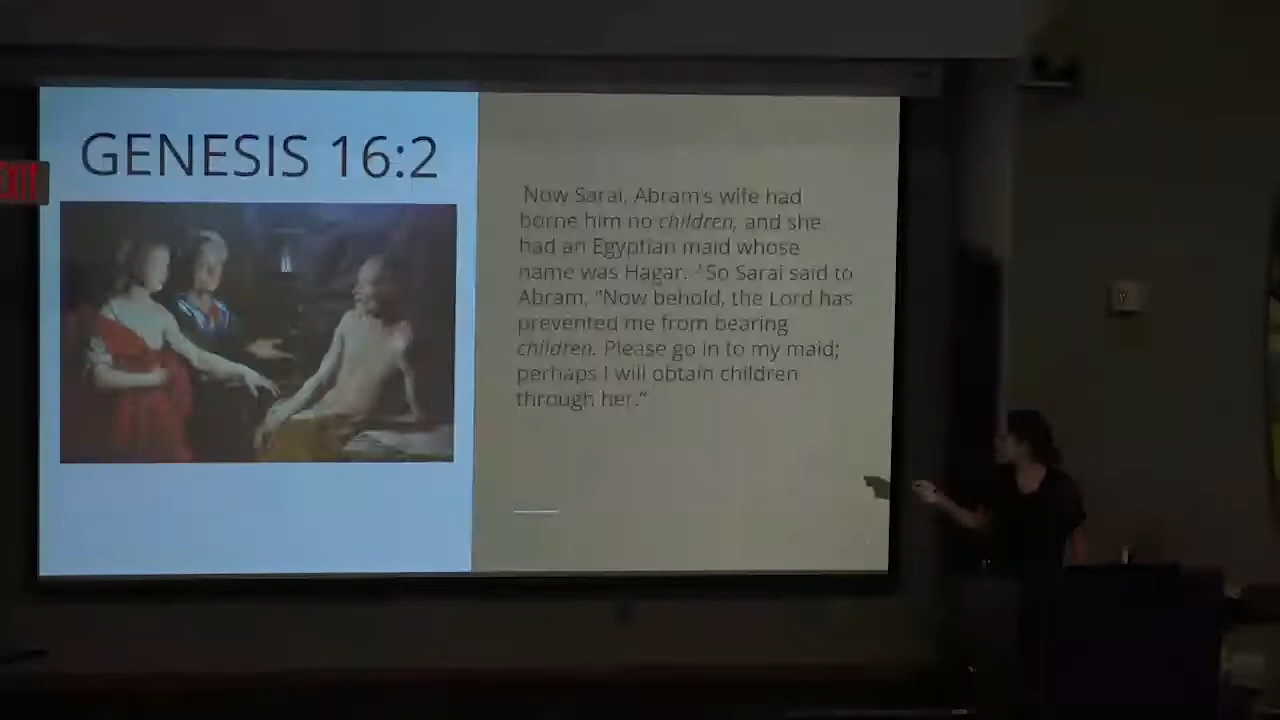 GENESIS 16:2
EXIT
Now Sarai, Abram's wife had
borne him no children, and she
had an Egyptian maid whose
name was Hagar. 2 So Sarai said to
Abram, "Now behold, the Lord has
prevented me from bearing
children. Please go in to my maid;
perhaps I will obtain children
through her."